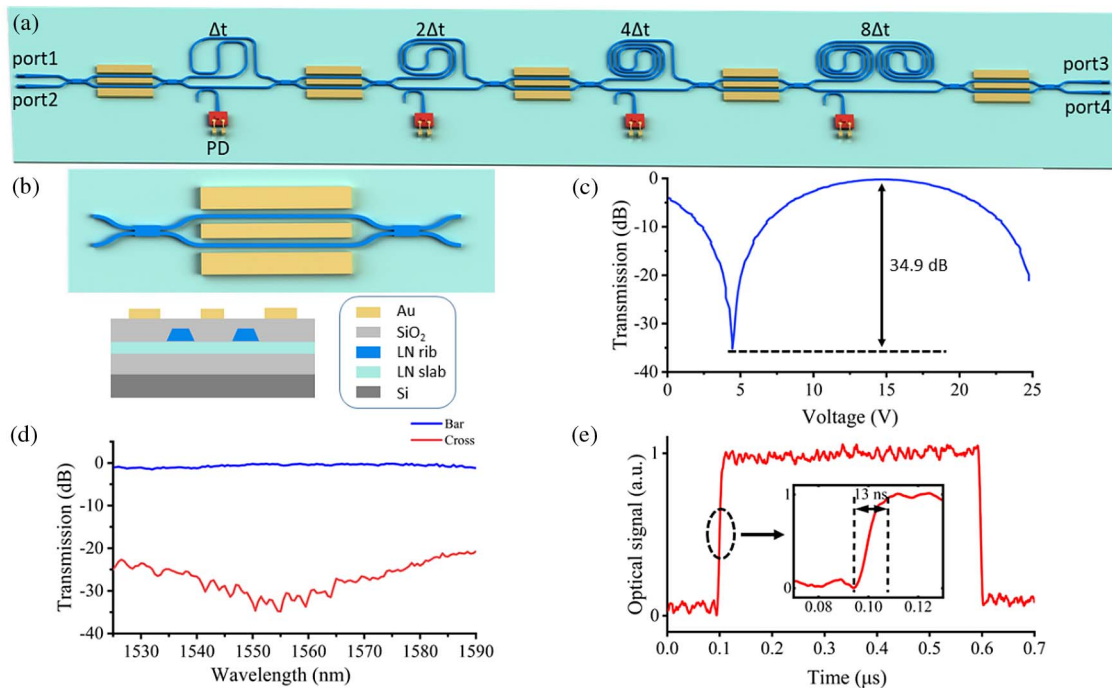 (a)
Δt
2Δt
4Δt
8Δt
port1
port2
port3
port4
PD
(b)
Au
SiO2
LN rib
LN slab
Si
(c)
Transmission (dB)
0
-10
-20
-30
-40
34.9 dB
0
5
10
15
20
25
Voltage (V)
(d)
Bar
Cross
Transmission (dB)
0
-10
-20
-30
-40
1530
1540
1550
1560
1570
1580
1590
Wavelength (nm)
(e)
Optical signal (a.u.)
1
0
13 ns
1
0
0.08
0.10
0.12
0.0
0.1
0.2
0.3
0.4
0.5
0.6
0.7
Time (μs)